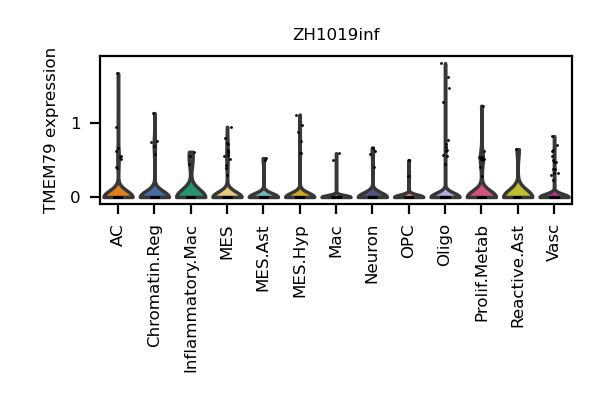 ZH1019inf
TMEM79 expression
1
0
AC
Chromatin.Reg
Inflammatory.Mac
MES
MES.Ast
MES.Hyp
Mac
Neuron
OPC
Oligo
Prolif.Metab
Reactive.Ast
Vasc